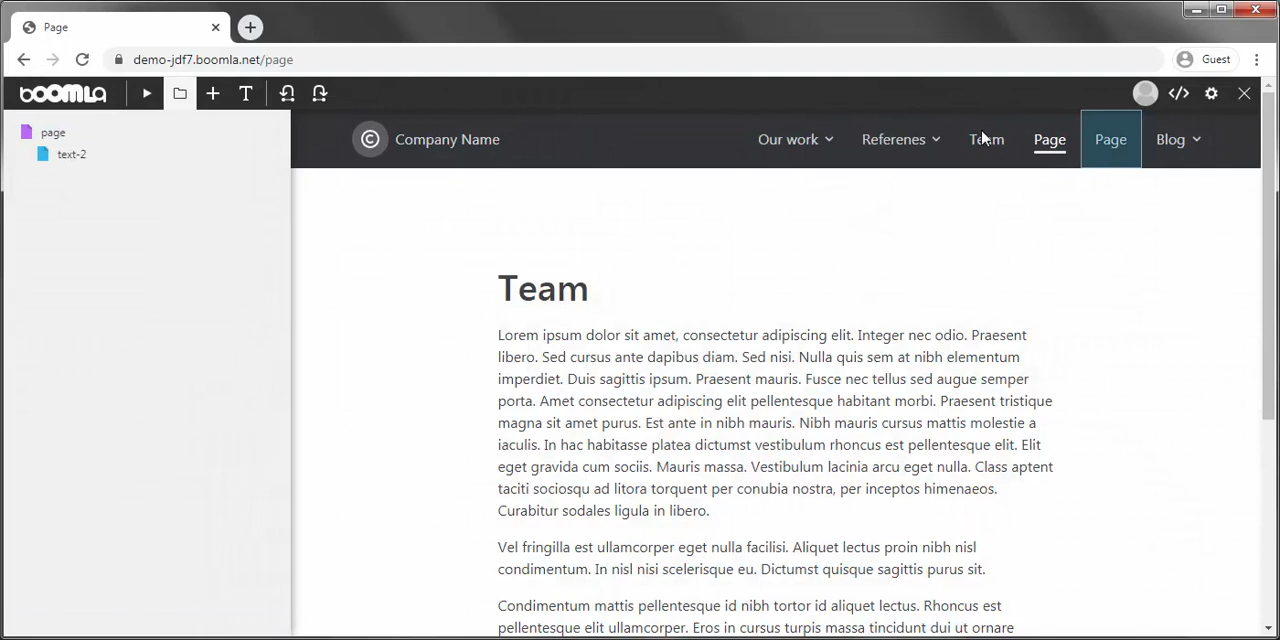 Page
demo-jdf7.boomla.net/page
Guest
boomla
T
page
text-2
Company Name
Our work
Referenes
Team
Page
Page
Blog
Team
Lorem ipsum dolor sit amet, consectetur adipiscing elit. Integer nec odio. Praesent
libero. Sed cursus ante dapibus diam. Sed nisi. Nulla quis sem at nibh elementum
imperdiet. Duis sagittis ipsum. Praesent mauris. Fusce nec tellus sed augue semper
porta. Amet consectetur adipiscing elit pellentesque habitant morbi. Praesent tristique
magna sit amet purus. Est ante in nibh mauris. Nibh mauris cursus mattis molestie a
iaculis. In hac habitasse platea dictumst vestibulum rhoncus est pellentesque elit. Elit
eget gravida cum sociis. Mauris massa. Vestibulum lacinia arcu eget nulla. Class aptent
taciti sociosqu ad litora torquent per conubia nostra, per inceptos himenaeos.
Curabitur sodales ligula in libero.
Vel fringilla est ullamcorper eget nulla facilisi. Aliquet lectus proin nibh nisl
condimentum. In nisl nisi scelerisque eu. Dictumst quisque sagittis purus sit.
Condimentum mattis pellentesque id nibh tortor id aliquet lectus. Rhoncus est
pellentesque elit ullamcorper. Eros in cursus turpis massa tincidunt dui ut ornare